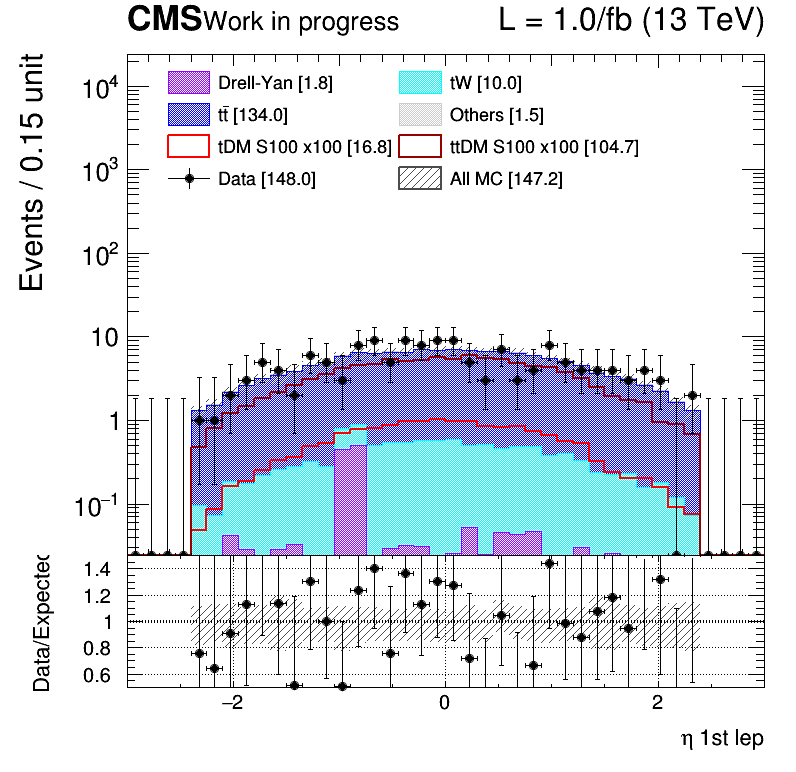 CMS Work in progress L = 1.0/fb (13 TeV)
Events / 0.15 unit
10⁴
10³
10²
10
1
10⁻¹
Drell-Yan [1.8] tW [10.0]
tt̄ [134.0] Others [1.5]
tDM S100 x100 [16.8] ttDM S100 x100 [104.7]
Data [148.0] All MC [147.2]
Data/Expected
1.4
1.2
1
0.8
0.6
−2 0 2
η 1st lep